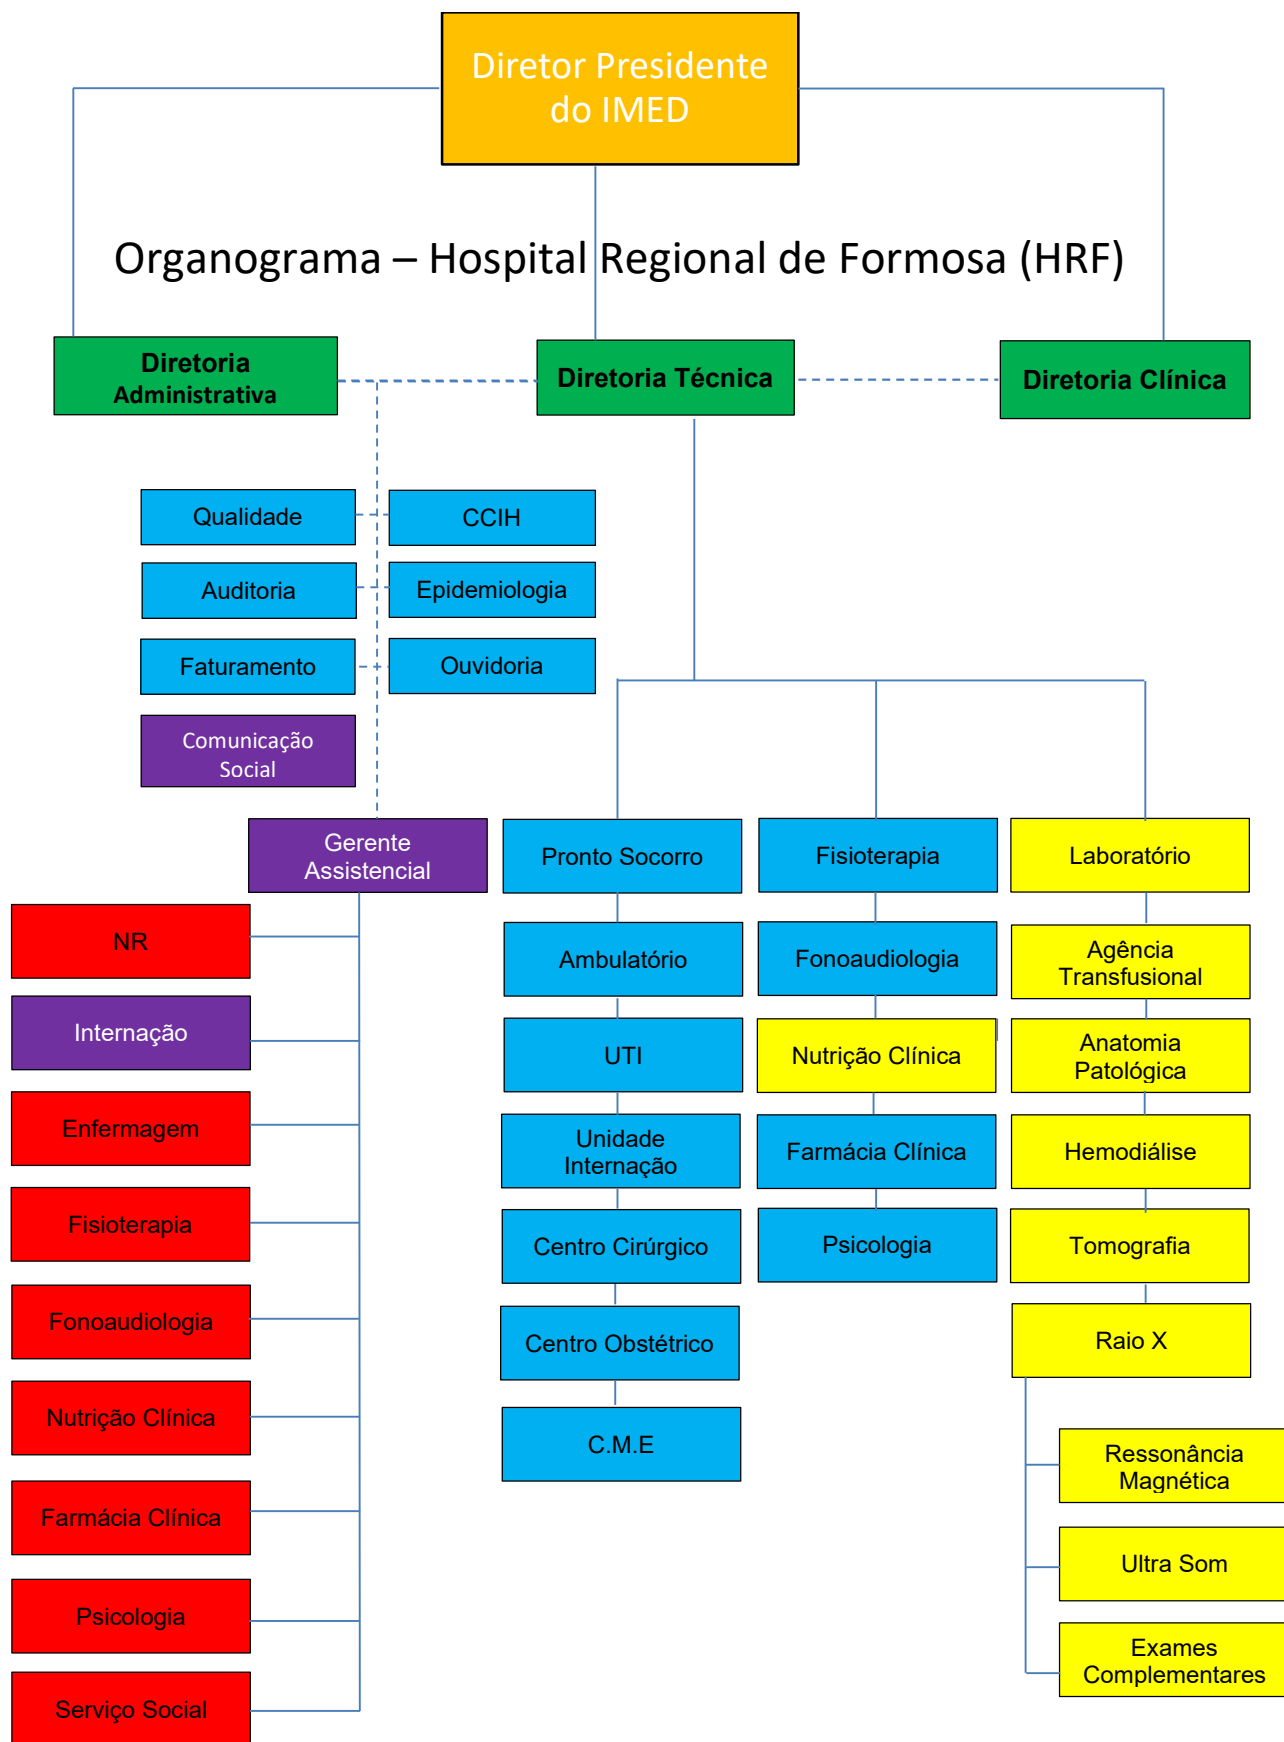 Diretor Presidente
do IMED
Organograma – Hospital Regional de Formosa (HRF)
Diretoria
Administrativa
Diretoria Técnica
Diretoria Clínica
Qualidade
CCIH
Auditoria
Epidemiologia
Faturamento
Ouvidoria
Comunicação
Social
Gerente
Assistencial
NR
Internação
Enfermagem
Fisioterapia
Fonoaudiologia
Nutrição Clínica
Farmácia Clínica
Psicologia
Serviço Social
Pronto Socorro
Ambulatório
UTI
Unidade
Internação
Centro Cirúrgico
Centro Obstétrico
C.M.E
Fisioterapia
Fonoaudiologia
Nutrição Clínica
Farmácia Clínica
Psicologia
Laboratório
Agência
Transfusional
Anatomia
Patológica
Hemodiálise
Tomografia
Raio X
Ressonância
Magnética
Ultra Som
Exames
Complementares